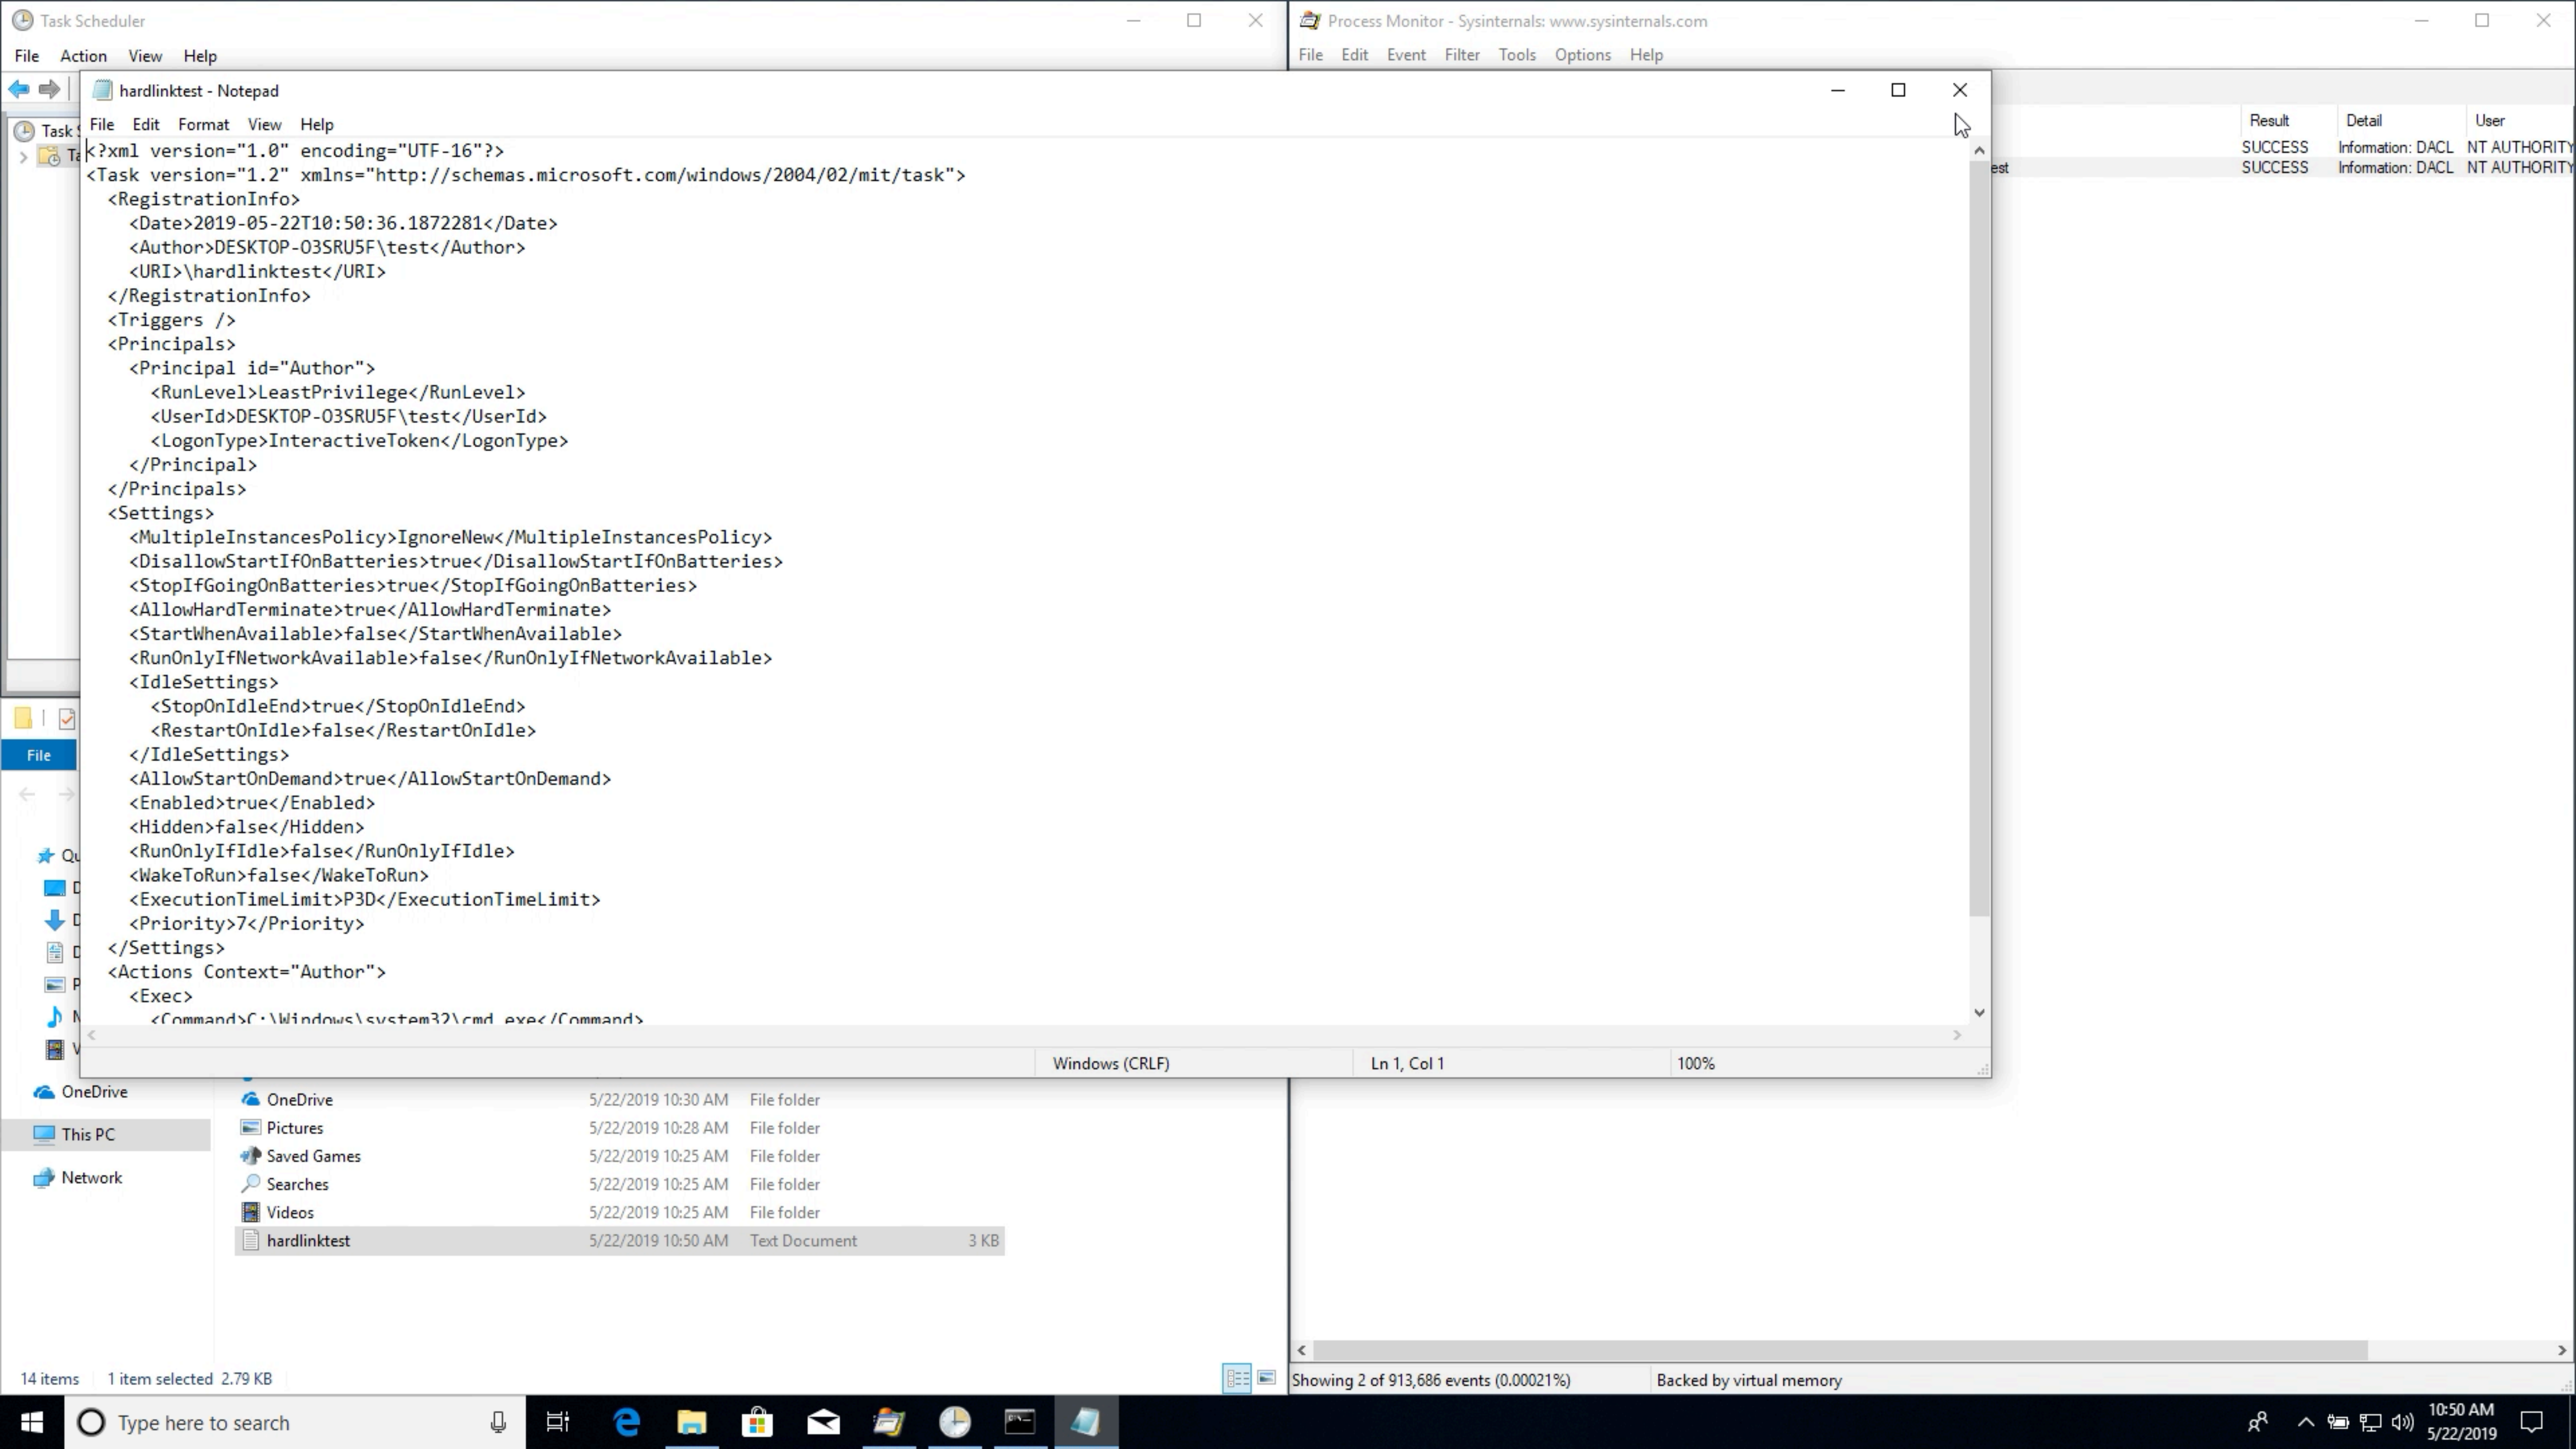 Task Scheduler
File Action View Help
Process Monitor - Sysinternals: www.sysinternals.com
File Edit Event Filter Tools Options Help
hardlinktest - Notepad
File Edit Format View Help
<?xml version="1.0" encoding="UTF-16"?>
<Task version="1.2" xmlns="http://schemas.microsoft.com/windows/2004/02/mit/task">
<RegistrationInfo>
<Date>2019-05-22T10:50:36.1872281</Date>
<Author>DESKTOP-O3SRU5F\test</Author>
<URI>\hardlinktest</URI>
</RegistrationInfo>
<Triggers />
<Principals>
<Principal id="Author">
<RunLevel>LeastPrivilege</RunLevel>
<UserId>DESKTOP-O3SRU5F\test</UserId>
<LogonType>InteractiveToken</LogonType>
</Principal>
</Principals>
<Settings>
<MultipleInstancesPolicy>IgnoreNew</MultipleInstancesPolicy>
<DisallowStartIfOnBatteries>true</DisallowStartIfOnBatteries>
<StopIfGoingOnBatteries>true</StopIfGoingOnBatteries>
<AllowHardTerminate>true</AllowHardTerminate>
<StartWhenAvailable>false</StartWhenAvailable>
<RunOnlyIfNetworkAvailable>false</RunOnlyIfNetworkAvailable>
<IdleSettings>
<StopOnIdleEnd>true</StopOnIdleEnd>
<RestartOnIdle>false</RestartOnIdle>
</IdleSettings>
<AllowStartOnDemand>true</AllowStartOnDemand>
<Enabled>true</Enabled>
<Hidden>false</Hidden>
<RunOnlyIfIdle>false</RunOnlyIfIdle>
<WakeToRun>false</WakeToRun>
<ExecutionTimeLimit>P3D</ExecutionTimeLimit>
<Priority>7</Priority>
</Settings>
<Actions Context="Author">
<Exec>
<Command>C:\Windows\system32\cmd.exe</Command>
Windows (CRLF) Ln 1, Col 1 100%
Result Detail User
SUCCESS Information: DACL NT AUTHORITY
est SUCCESS Information: DACL NT AUTHORITY
Task S
Ta
File
Qu
D
D
D
P
N
V
OneDrive
This PC
Network
OneDrive 5/22/2019 10:30 AM File folder
Pictures 5/22/2019 10:28 AM File folder
Saved Games 5/22/2019 10:25 AM File folder
Searches 5/22/2019 10:25 AM File folder
Videos 5/22/2019 10:25 AM File folder
hardlinktest 5/22/2019 10:50 AM Text Document 3 KB
14 items 1 item selected 2.79 KB
Showing 2 of 913,686 events (0.00021%) Backed by virtual memory
Type here to search
10:50 AM
5/22/2019